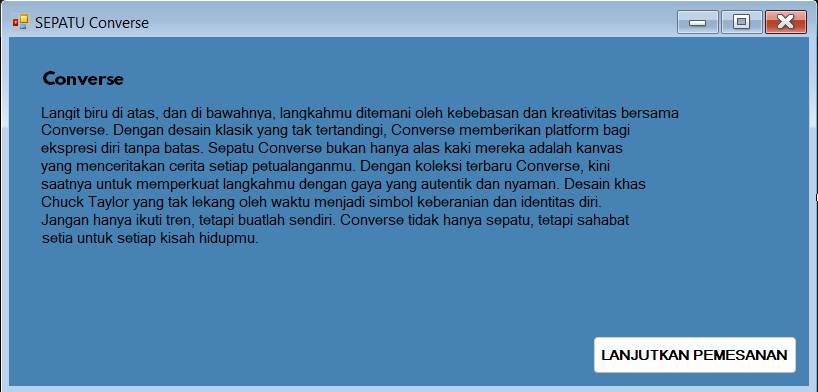 SEPATU Converse
Converse
Langit biru di atas, dan di bawahnya, langkahmu ditemani oleh kebebasan dan kreativitas bersama
Converse. Dengan desain klasik yang tak tertandingi, Converse memberikan platform bagi
ekspresi diri tanpa batas. Sepatu Converse bukan hanya alas kaki mereka adalah kanvas
yang menceritakan cerita setiap petualanganmu. Dengan koleksi terbaru Converse, kini
saatnya untuk memperkuat langkahmu dengan gaya yang autentik dan nyaman. Desain khas
Chuck Taylor yang tak lekang oleh waktu menjadi simbol keberanian dan identitas diri.
Jangan hanya ikuti tren, tetapi buatlah sendiri. Converse tidak hanya sepatu, tetapi sahabat
setia untuk setiap kisah hidupmu.
LANJUTKAN PEMESANAN